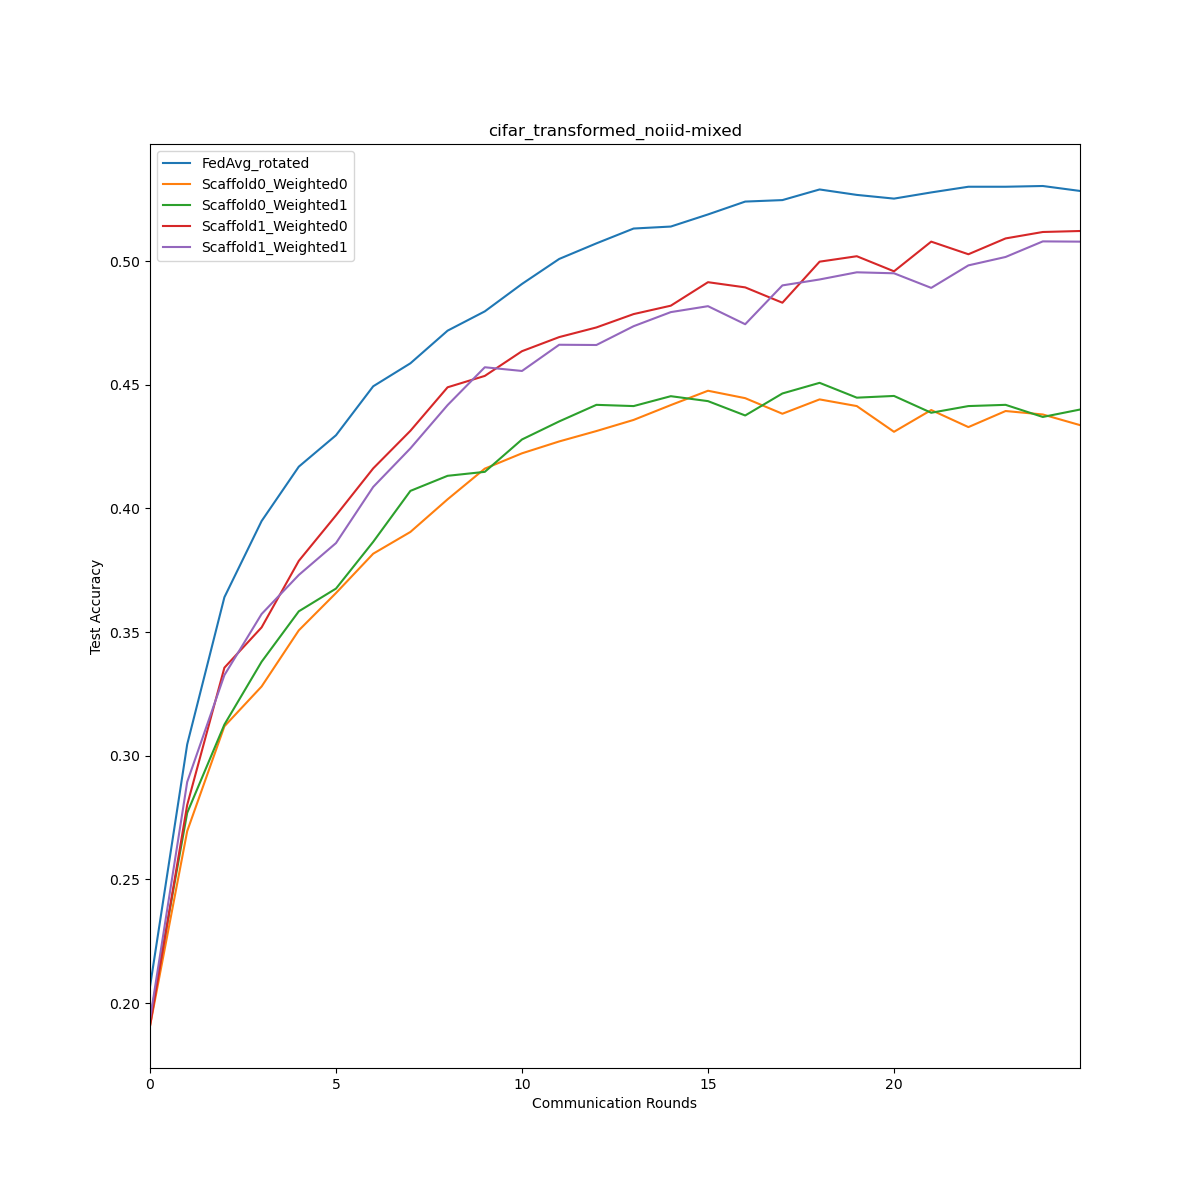 cifar_transformed_noiid-mixed
FedAvg_rotated
Scaffold0_Weighted0
Scaffold0_Weighted1
Scaffold1_Weighted0
Scaffold1_Weighted1
0.50
0.45
0.40
0.35
0.30
0.25
0.20
Test Accuracy
0 5 10 15 20
Communication Rounds